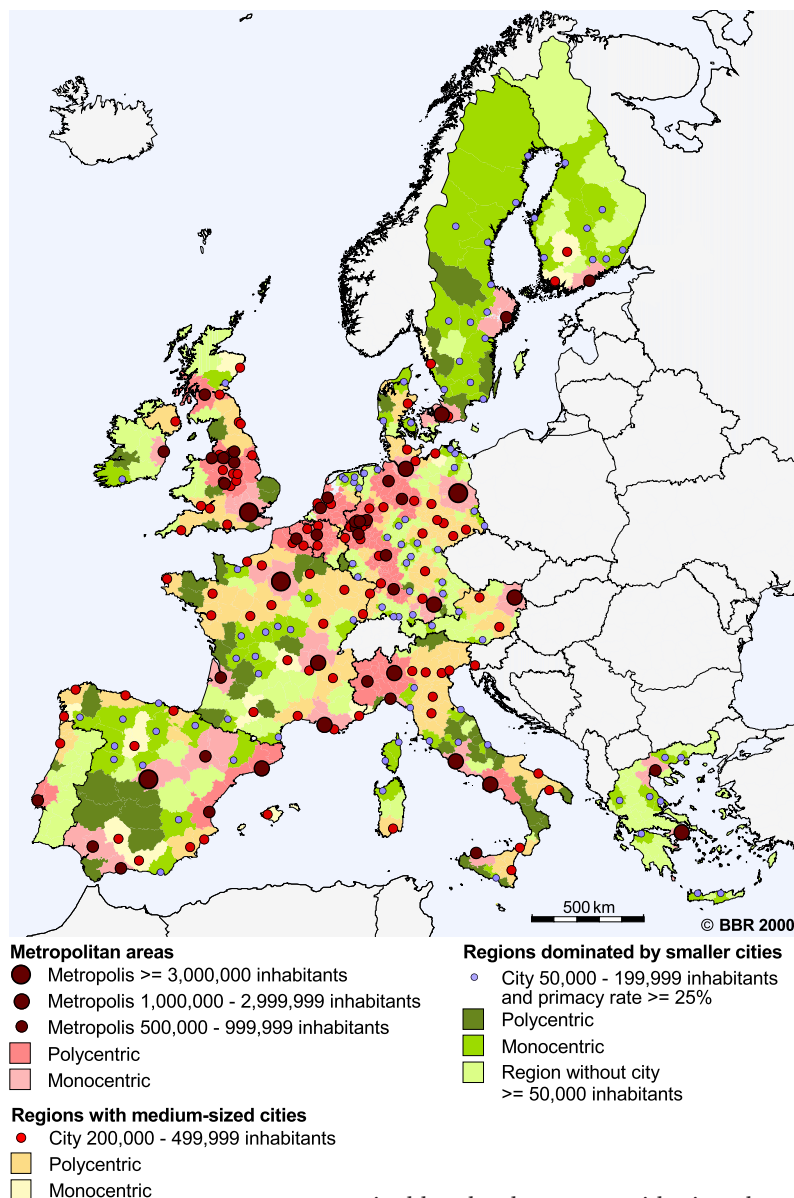 500 km
© BBR 2000
Metropolitan areas
Metropolis >= 3,000,000 inhabitants
Metropolis 1,000,000 - 2,999,999 inhabitants
Metropolis 500,000 - 999,999 inhabitants
Polycentric
Monocentric
Regions with medium-sized cities
City 200,000 - 499,999 inhabitants
Polycentric
Monocentric
Regions dominated by smaller cities
City 50,000 - 199,999 inhabitants
and primacy rate >= 25%
Polycentric
Monocentric
Region without city
>= 50,000 inhabitants